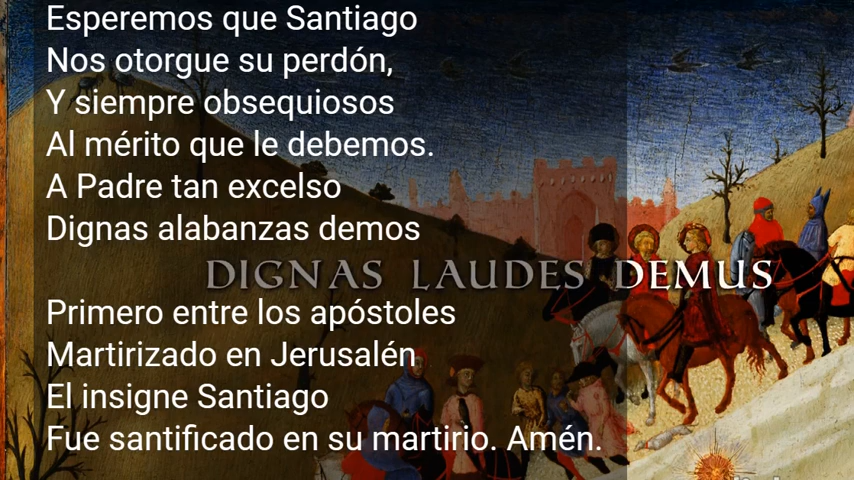 Esperemos que Santiago
Nos otorgue su perdón,
Y siempre obsequiosos
Al mérito que le debemos.
A Padre tan excelso
Dignas alabanzas demos
DIGNAS LAUDES DEMUS
Primero entre los apóstoles
Martirizado en Jerusalén
El insigne Santiago
Fue santificado en su martirio. Amén.